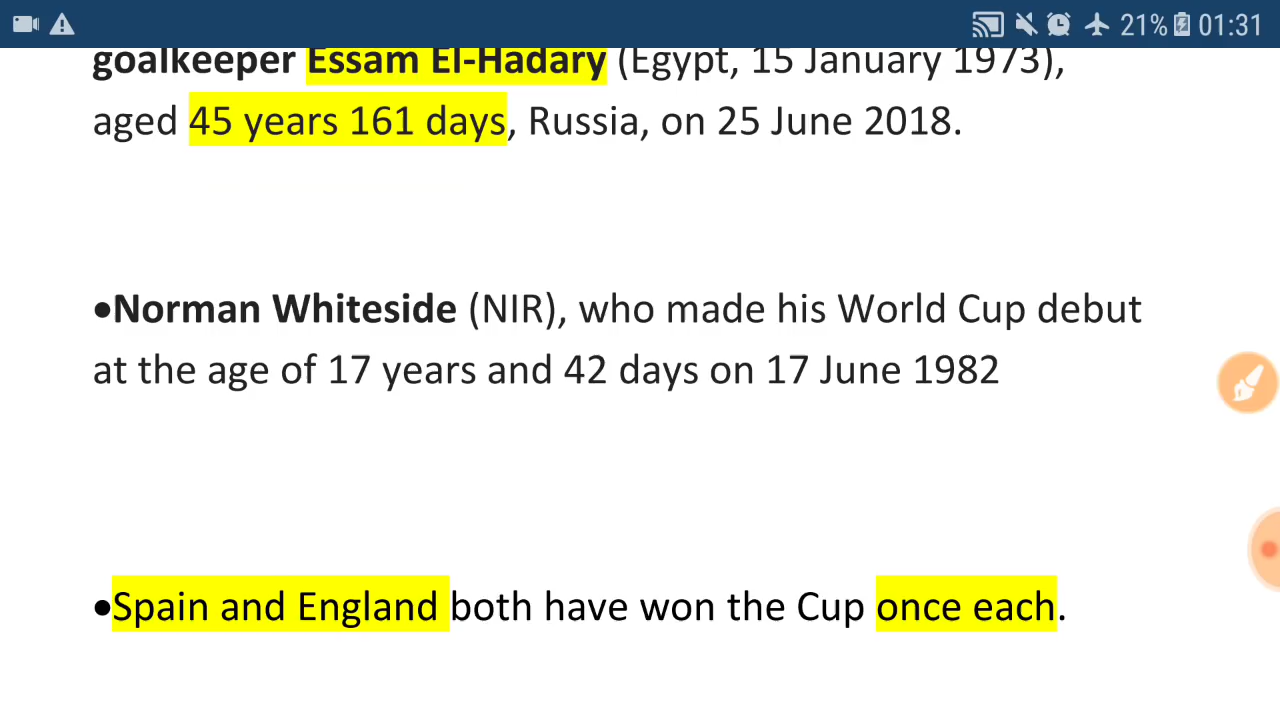 21% 01:31
goalkeeper Essam El-Hadary (Egypt, 15 January 1973),
aged 45 years 161 days, Russia, on 25 June 2018.
•Norman Whiteside (NIR), who made his World Cup debut
at the age of 17 years and 42 days on 17 June 1982
•Spain and England both have won the Cup once each.